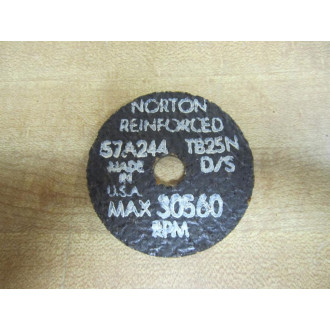 NORTON
REINFORCED
57A244 TB25N
MADE D/S
IN
U.S.A
MAX 30560
RPM